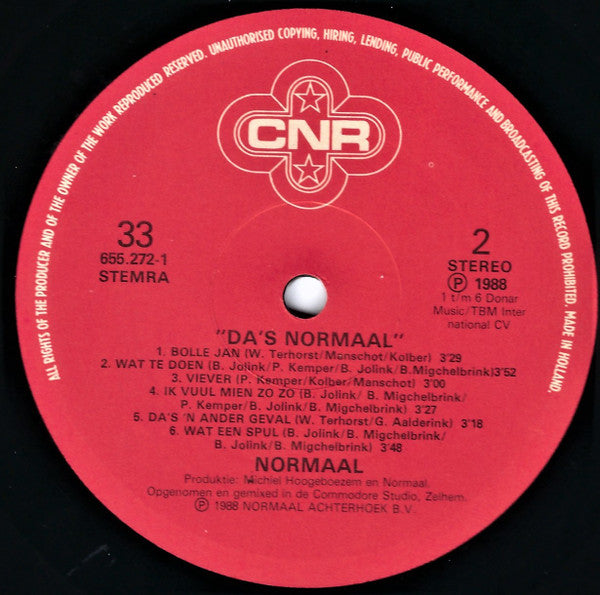 ALL RIGHTS OF THE PRODUCER AND OF THE OWNER OF THE WORK REPRODUCED RESERVED. UNAUTHORISED COPYING, HIRING, LENDING, PUBLIC PERFORMANCE AND BROADCASTING OF THIS RECORD PROHIBITED. MADE IN HOLLAND.
CNR
33
655.272-1
STEMRA
2
STEREO
Ⓟ 1988
1 t/m 6 Donar
Music/TBM Inter
national CV
"DA'S NORMAAL"
1. BOLLE JAN (W. Terhorst/Manschot/Kolber) 3'29
2. WAT TE DOEN (B. Jolink/P. Kemper/B. Jolink/B.Migchelbrink)3'52
3. VIEVER (P. Kemper/Kolber/Manschot) 3'00
4. IK VUUL MIEN ZO ZO (B. Jolink/B. Migchelbrink/
P. Kemper/B. Jolink/B. Migchelbrink) 3'27
5. DA'S 'N ANDER GEVAL (W. Terhorst/G. Aalderink) 3'18
6. WAT EEN SPUL (B. Jolink/B. Migchelbrink/
B. Jolink/B. Migchelbrink) 3'48
NORMAAL
Produktie: Michiel Hoogeboezem en Normaal.
Opgenomen en gemixed in de Commodore Studio, Zelhem.
Ⓟ 1988 NORMAAL ACHTERHOEK B.V.